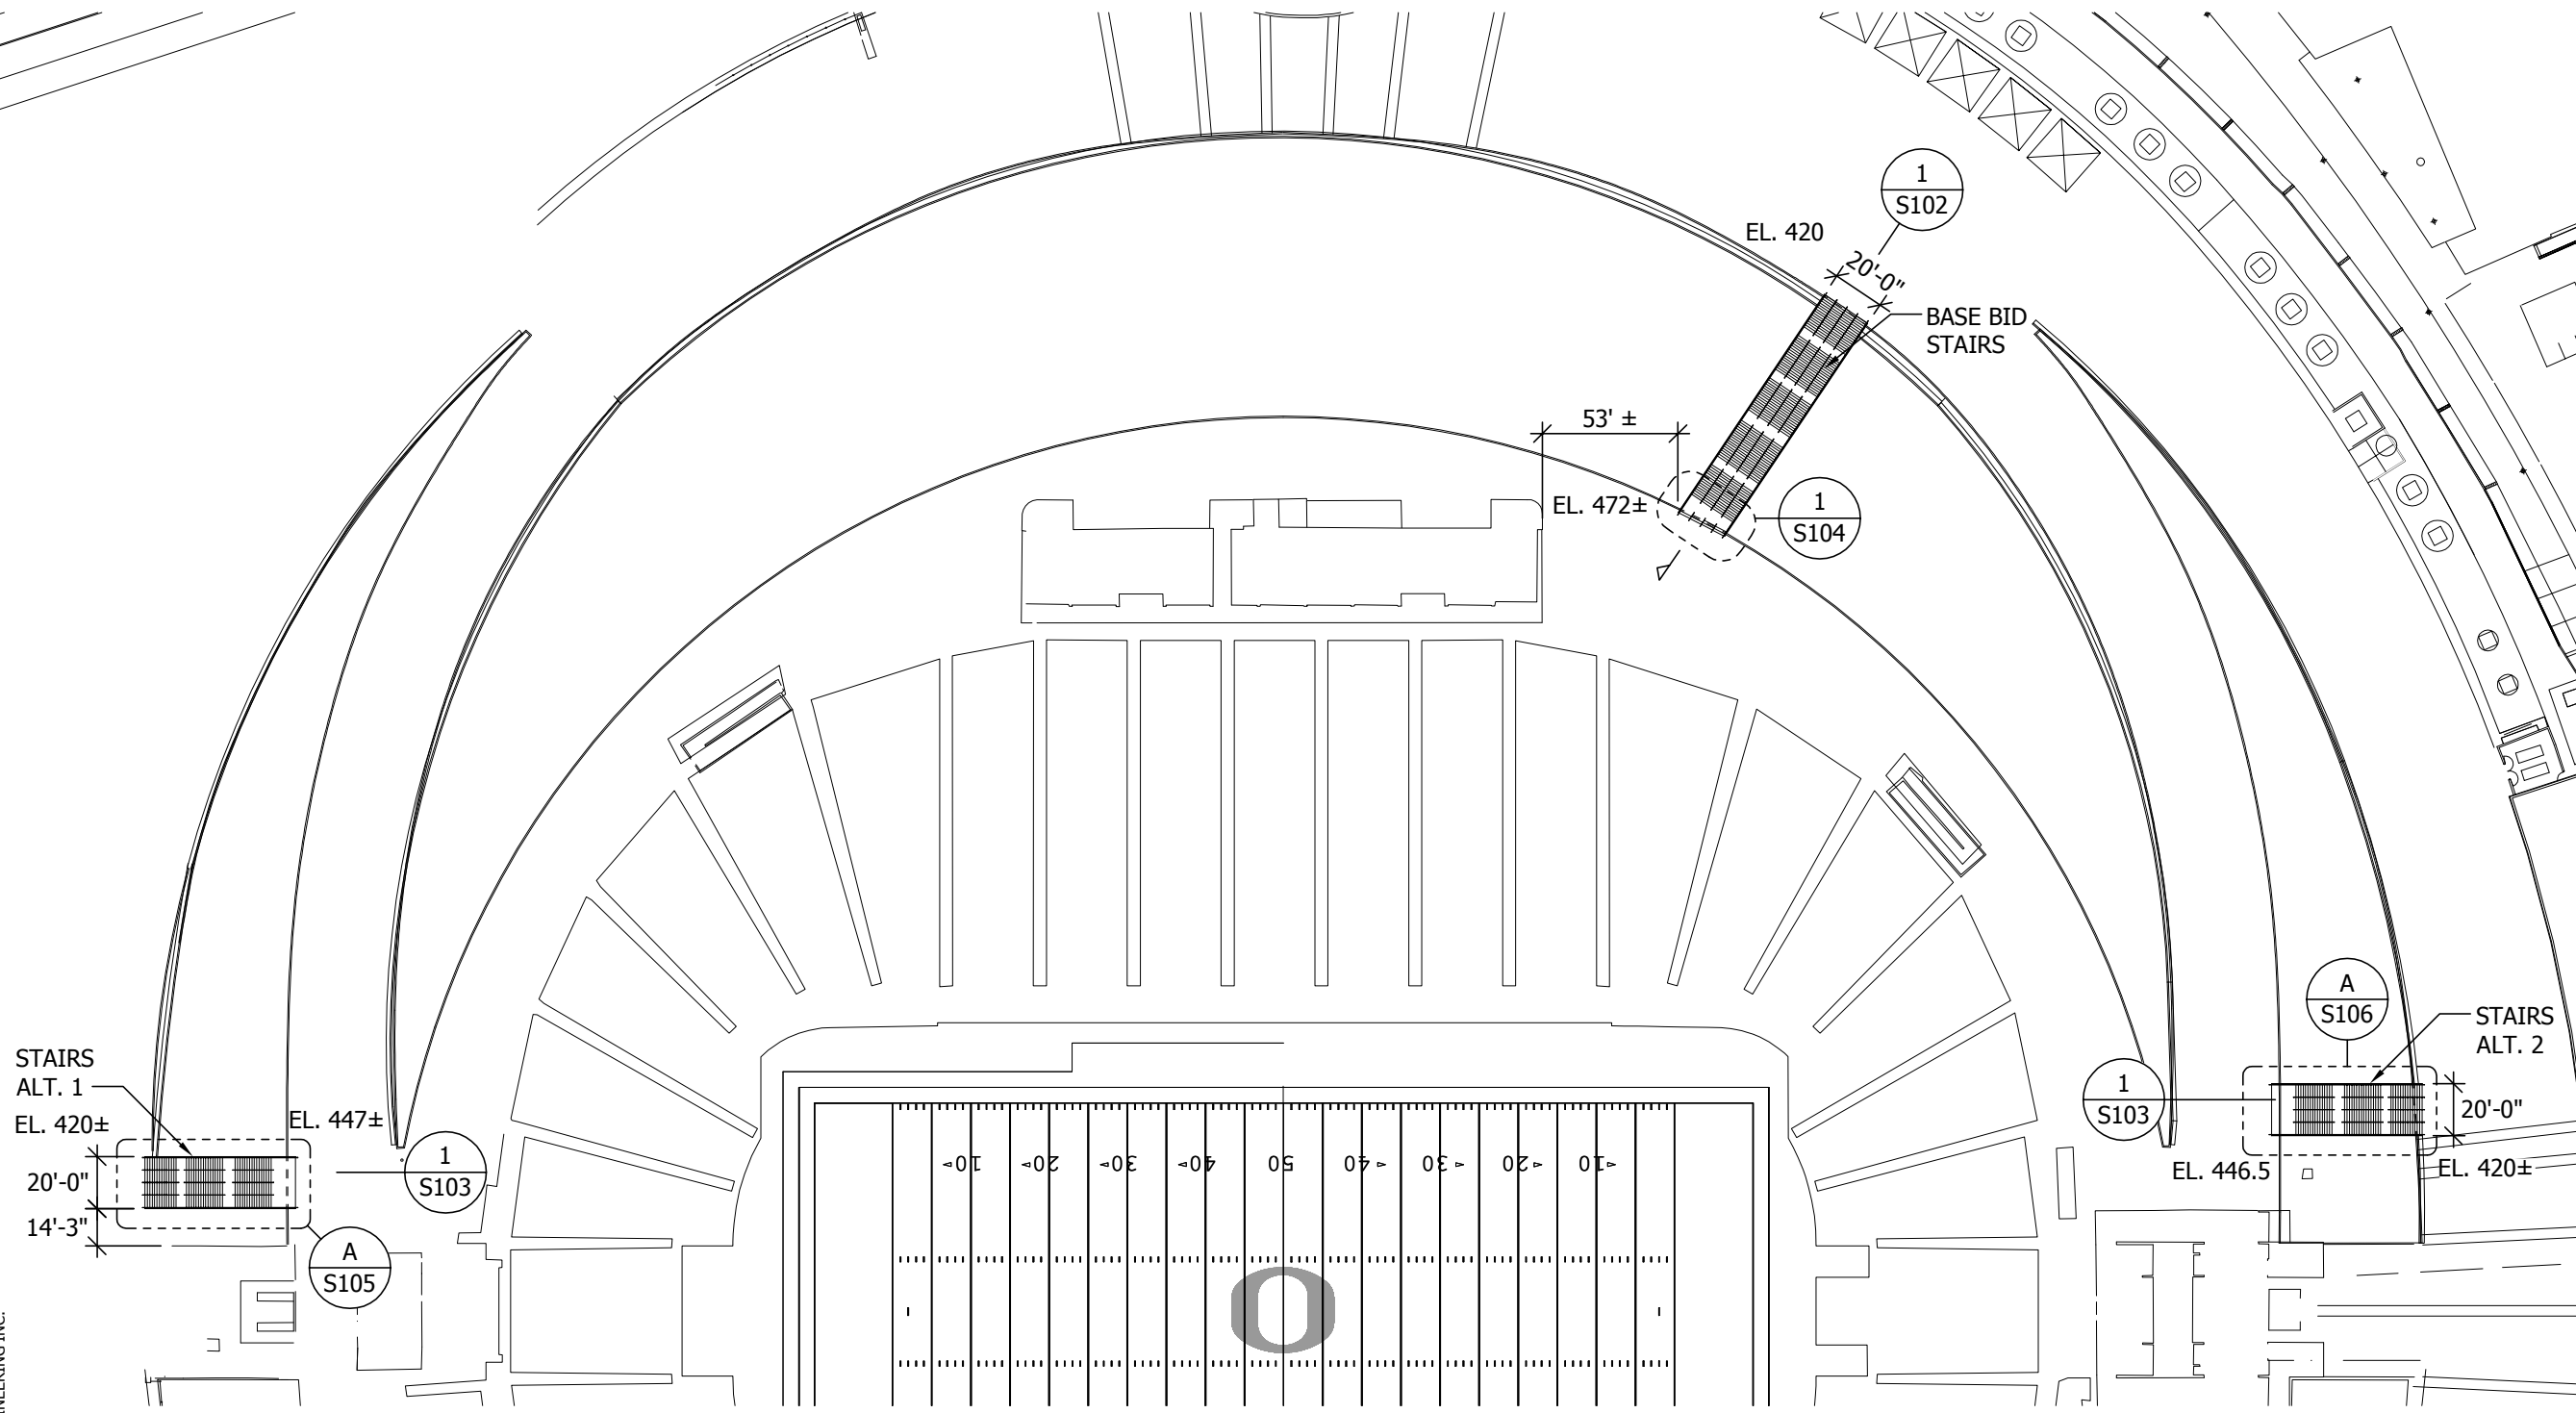 1
S102
EL. 420
20'-0"
BASE BID
STAIRS
53' ±
EL. 472±
1
S104
A
S106
STAIRS
ALT. 2
1
S103
20'-0"
EL. 446.5
EL. 420±
STAIRS
ALT. 1
EL. 420±
EL. 447±
1
S103
20'-0"
14'-3"
A
S105
10 20 30 40 50 40 30 20 10
O